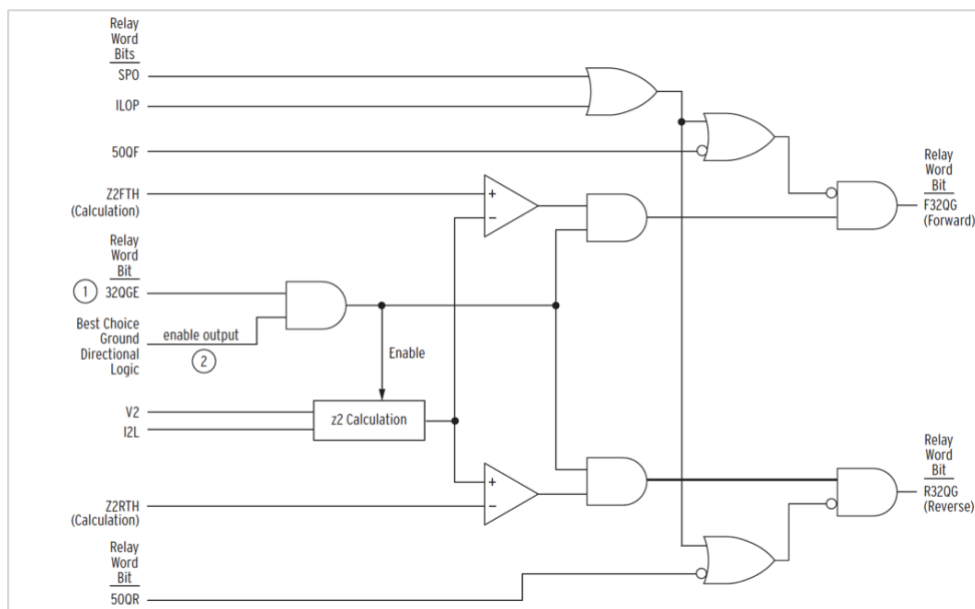 Relay
Word
Bits
SPO
ILOP
50QF
Z2FTH
(Calculation)
Relay
Word
Bit
1 32QGE
Best Choice
Ground
Directional
Logic
enable output
2
Enable
V2
I2L
z2 Calculation
Z2RTH
(Calculation)
Relay
Word
Bit
50QR
+
−
+
−
Relay
Word
Bit
F32QG
(Forward)
Relay
Word
Bit
R32QG
(Reverse)